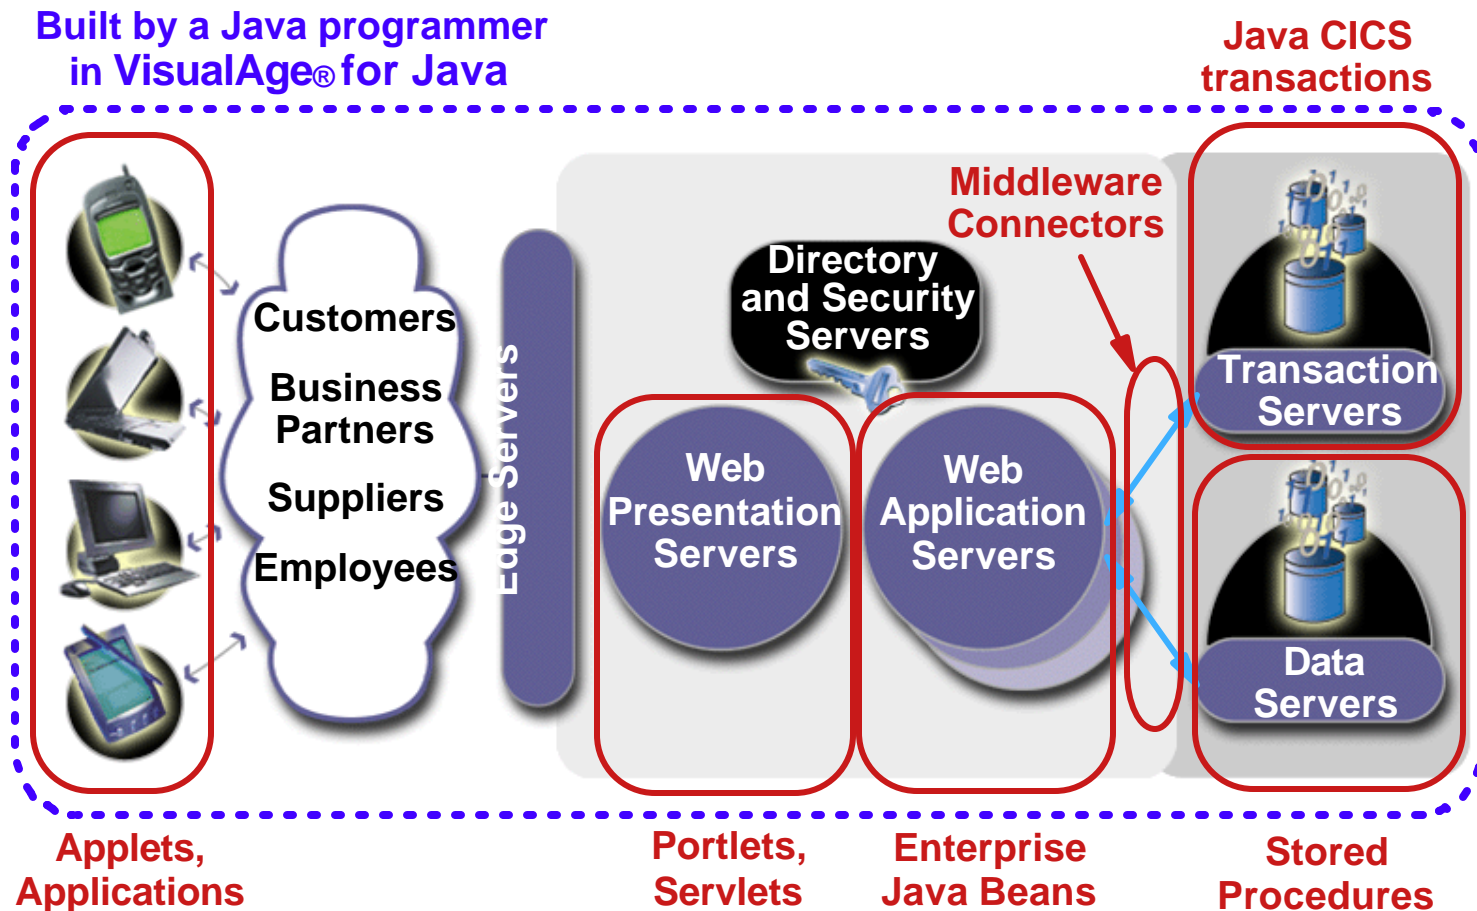 Built by a Java programmer
in VisualAge® for Java
Java CICS
transactions
Middleware
Connectors
Directory
and Security
Servers
Customers
Business
Partners
Suppliers
Employees
Edge Servers
Web
Presentation
Servers
Web
Application
Servers
Transaction
Servers
Data
Servers
Applets,
Applications
Portlets,
Servlets
Enterprise
Java Beans
Stored
Procedures